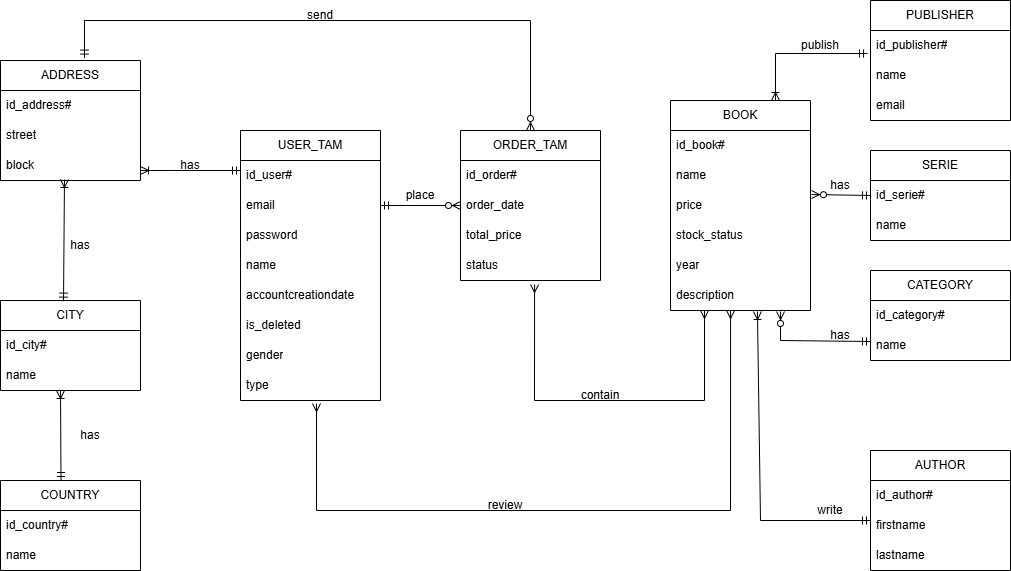 send
ADDRESS
id_address#
street
block
has
USER_TAM
id_user#
email
password
name
accountcreationdate
is_deleted
gender
type
place
ORDER_TAM
id_order#
order_date
total_price
status
BOOK
id_book#
name
price
stock_status
year
description
publish
PUBLISHER
id_publisher#
name
email
has
SERIE
id_serie#
name
has
CATEGORY
id_category#
name
has
CITY
id_city#
name
has
COUNTRY
id_country#
name
contain
review
write
AUTHOR
id_author#
firstname
lastname